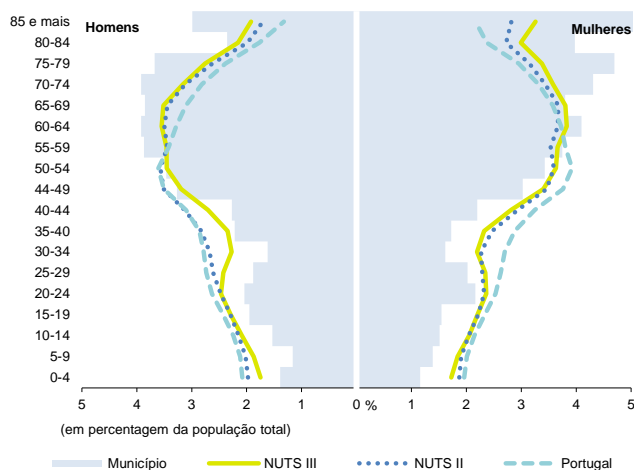 85 e mais
Homens
Mulheres
80-84
75-79
70-74
65-69
60-64
55-59
50-54
44-49
40-44
35-40
30-34
25-29
20-24
15-19
10-14
5-9
0-4
5 4 3 2 1 0 % 1 2 3 4 5
(em percentagem da população total)
Município NUTS III NUTS II Portugal